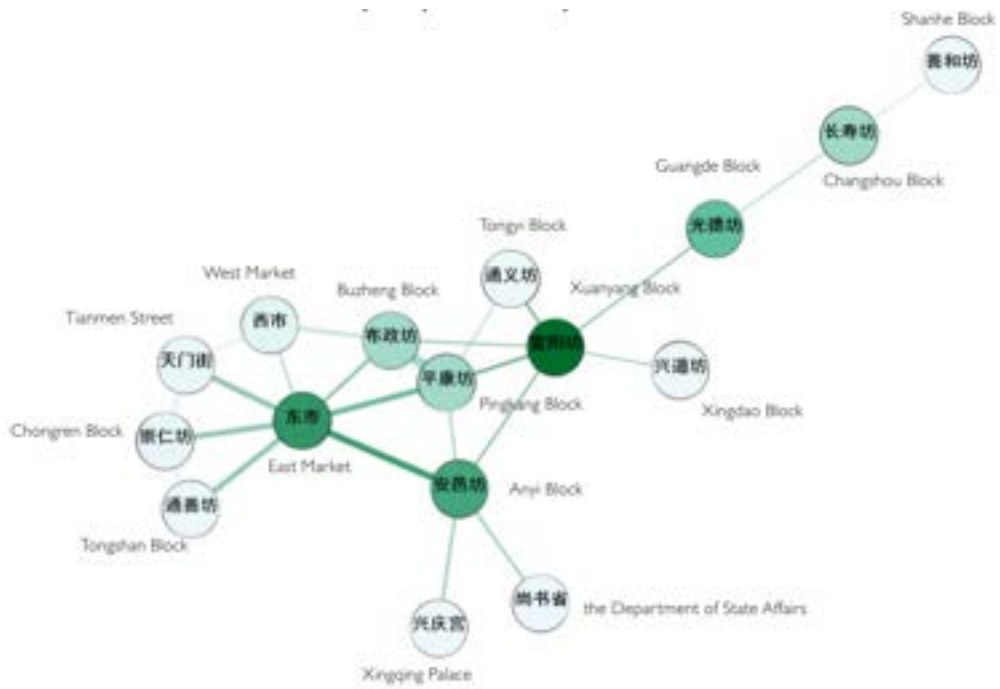 Shanhe Block
善和坊
长寿坊
Guangde Block
Changshou Block
光德坊
Tongyi Block
通义坊
West Market
Buzheng Block
Xuanyang Block
Tianmen Street
西市
布政坊
天门街
平康坊
兴道坊
Pingkang Block
Xingdao Block
东市
Chongren Block
崇仁坊
East Market
安邑坊
Anyi Block
通善坊
Tongshan Block
尚书省
the Department of State Affairs
兴庆宫
Xingqing Palace